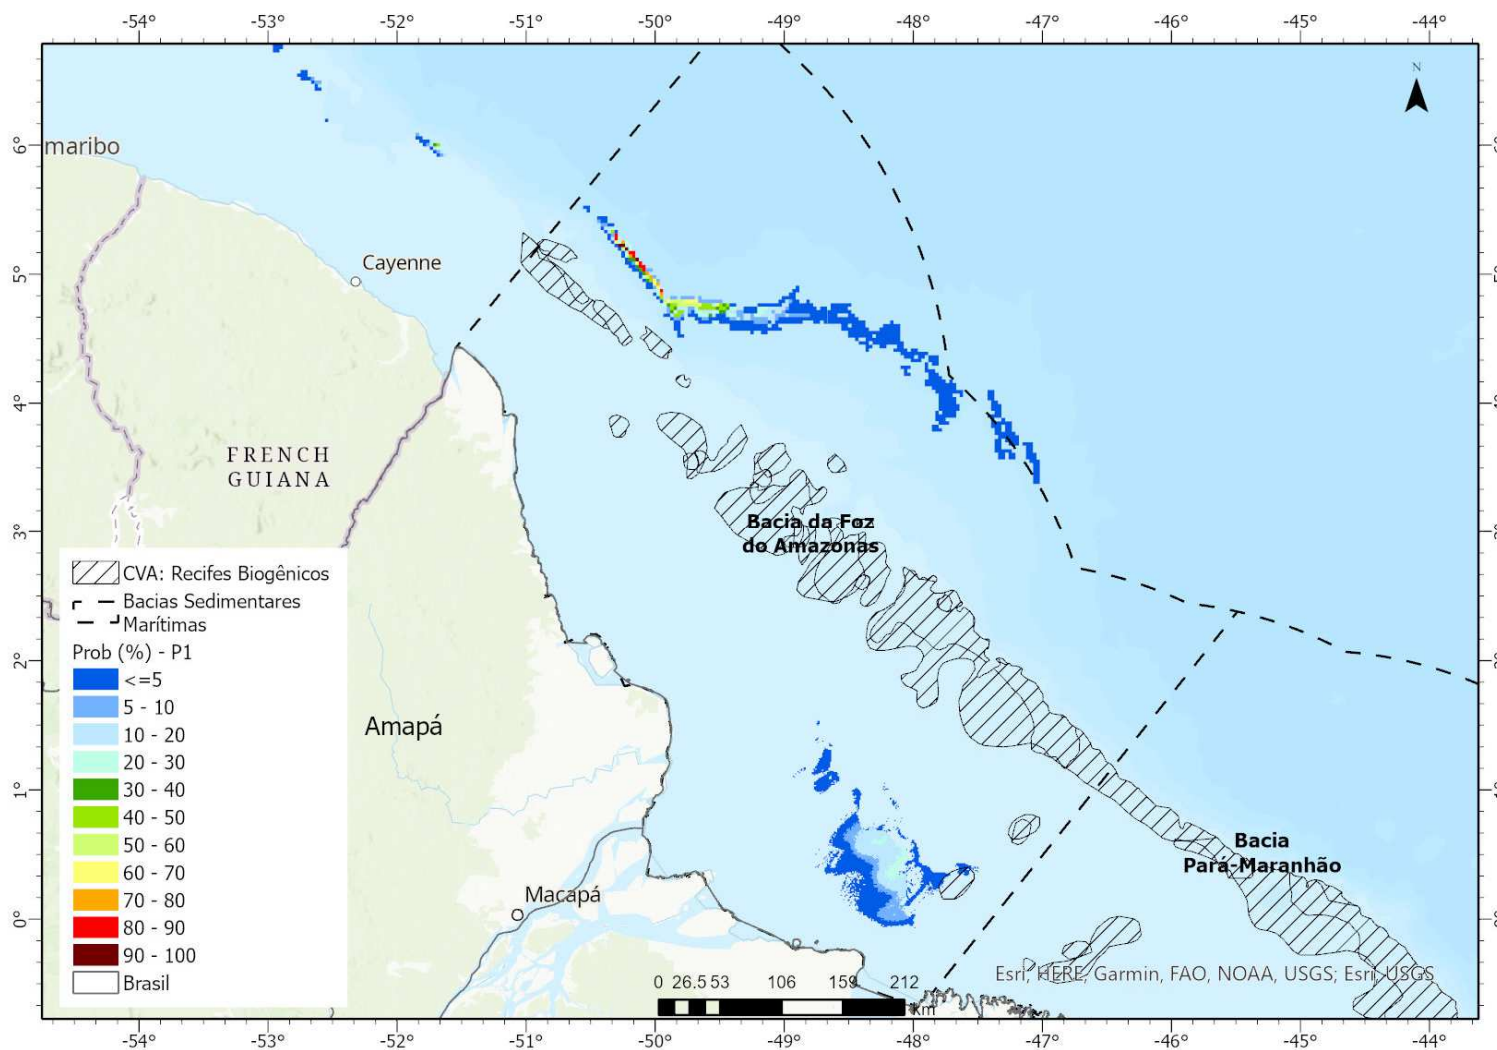 -54° -53° -52° -51° -50° -49° -48° -47° -46° -45° -44°
N
6°
maribo
5°
Cayenne
4°
FRENCH
GUIANA
3°
Bacia da Foz
do Amazonas
CVA: Recifes Biogênicos
Bacias Sedimentares
Marítimas
Prob (%) - P1
<=5
5 - 10
10 - 20
20 - 30
30 - 40
40 - 50
50 - 60
60 - 70
70 - 80
80 - 90
90 - 100
Brasil
2°
Amapá
1°
Bacia
Pará-Maranhão
Macapá
0°
Esri, HERE, Garmin, FAO, NOAA, USGS; Esri, USGS
0 26.5 53 106 159 212
Km
-54° -53° -52° -51° -50° -49° -48° -47° -46° -45° -44°